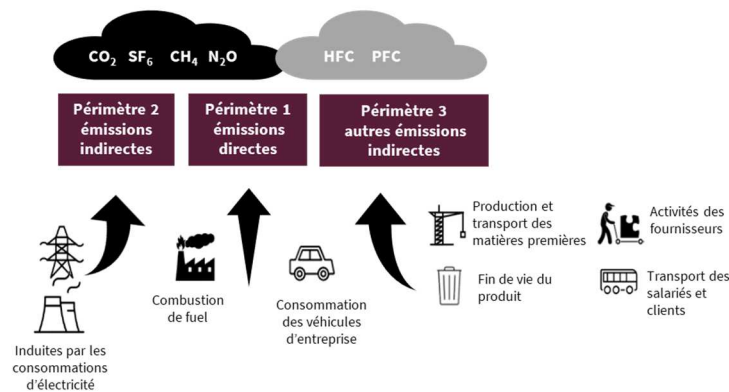 CO₂ SF₆ CH₄ N₂O
HFC PFC
Périmètre 2
émissions
indirectes
Périmètre 1
émissions
directes
Périmètre 3
autres émissions
indirectes
Production et
transport des
matières premières
Activités des
fournisseurs
Combustion
de fuel
Consommation
des véhicules
d'entreprise
Fin de vie du
produit
Transport des
salariés et
clients
Induites par les
consommations
d'électricité